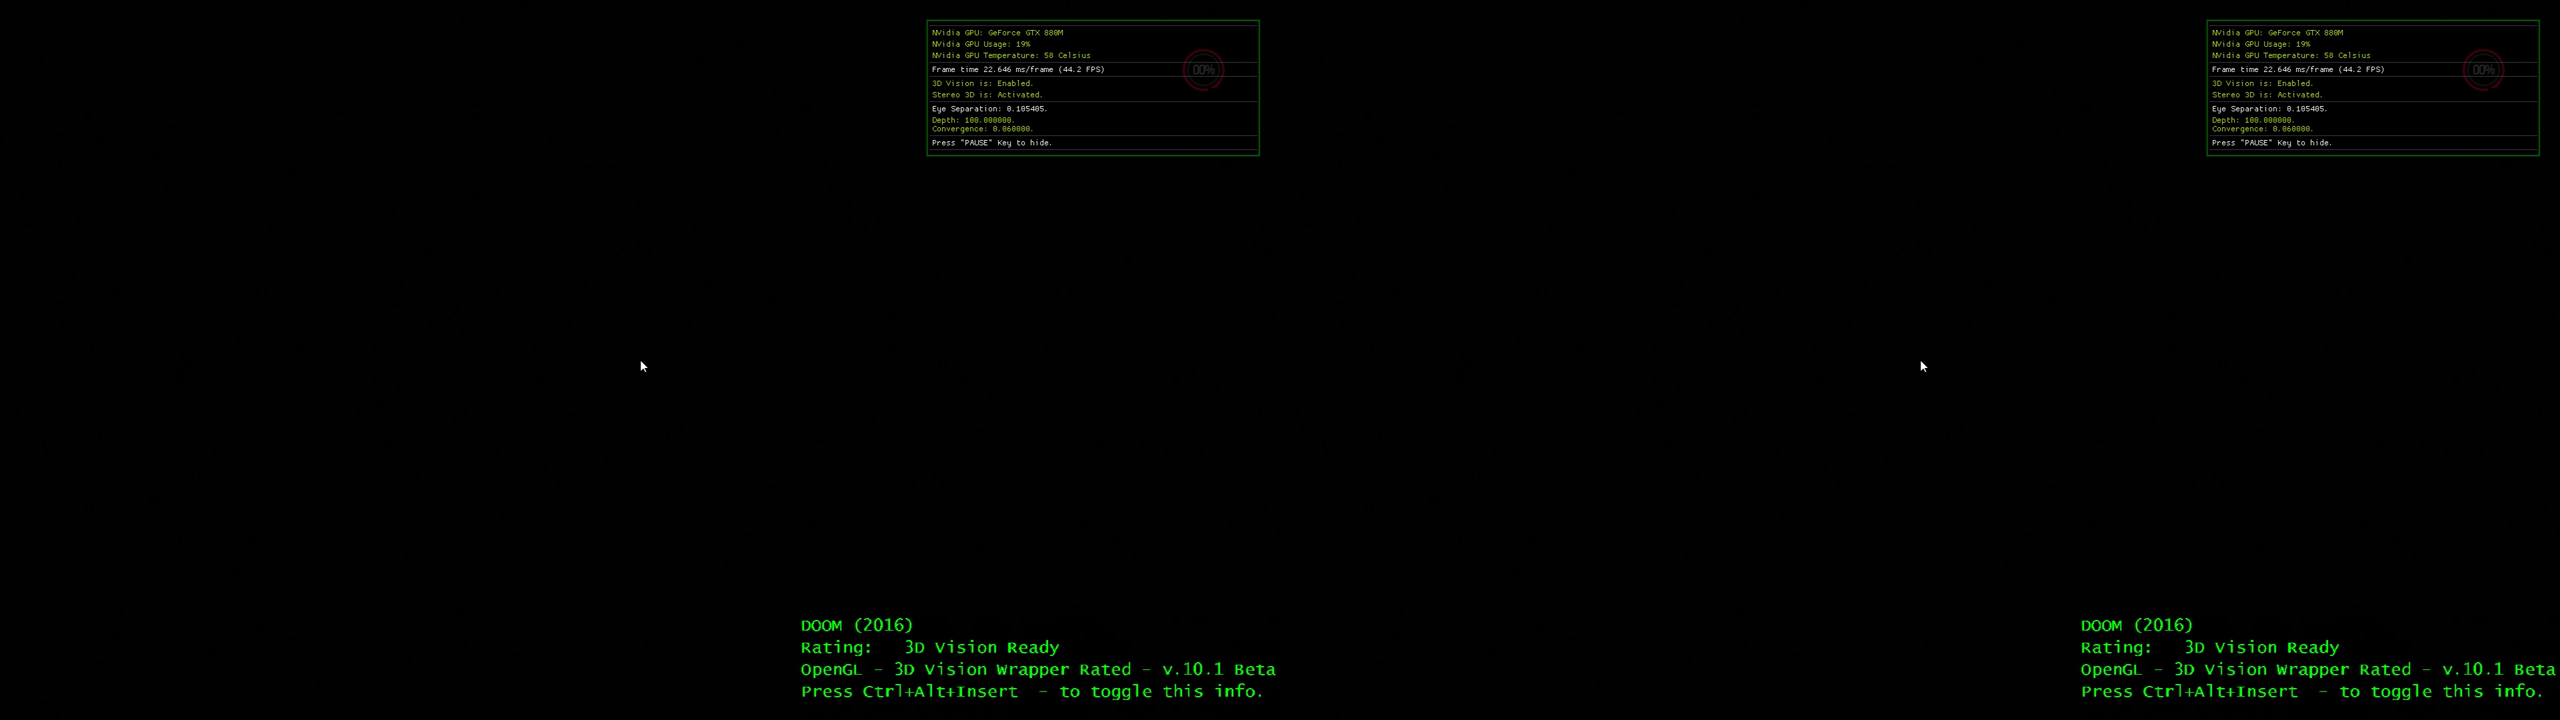 NVidia GPU: GeForce GTX 880M
NVidia GPU Usage: 19%
NVidia GPU Temperature: 58 Celsius
00%
Frame time 22.646 ms/frame (44.2 FPS)
3D Vision is: Enabled.
Stereo 3D is: Activated.
Eye Separation: 0.105405.
Depth: 100.000000.
Convergence: 0.060000.
Press "PAUSE" Key to hide.
DOOM (2016)
Rating: 3D Vision Ready
OpenGL - 3D Vision Wrapper Rated - v.10.1 Beta
Press Ctrl+Alt+Insert - to toggle this info.
NVidia GPU: GeForce GTX 880M
NVidia GPU Usage: 19%
NVidia GPU Temperature: 58 Celsius
00%
Frame time 22.646 ms/frame (44.2 FPS)
3D Vision is: Enabled.
Stereo 3D is: Activated.
Eye Separation: 0.105405.
Depth: 100.000000.
Convergence: 0.060000.
Press "PAUSE" Key to hide.
DOOM (2016)
Rating: 3D Vision Ready
OpenGL - 3D Vision Wrapper Rated - v.10.1 Beta
Press Ctrl+Alt+Insert - to toggle this info.